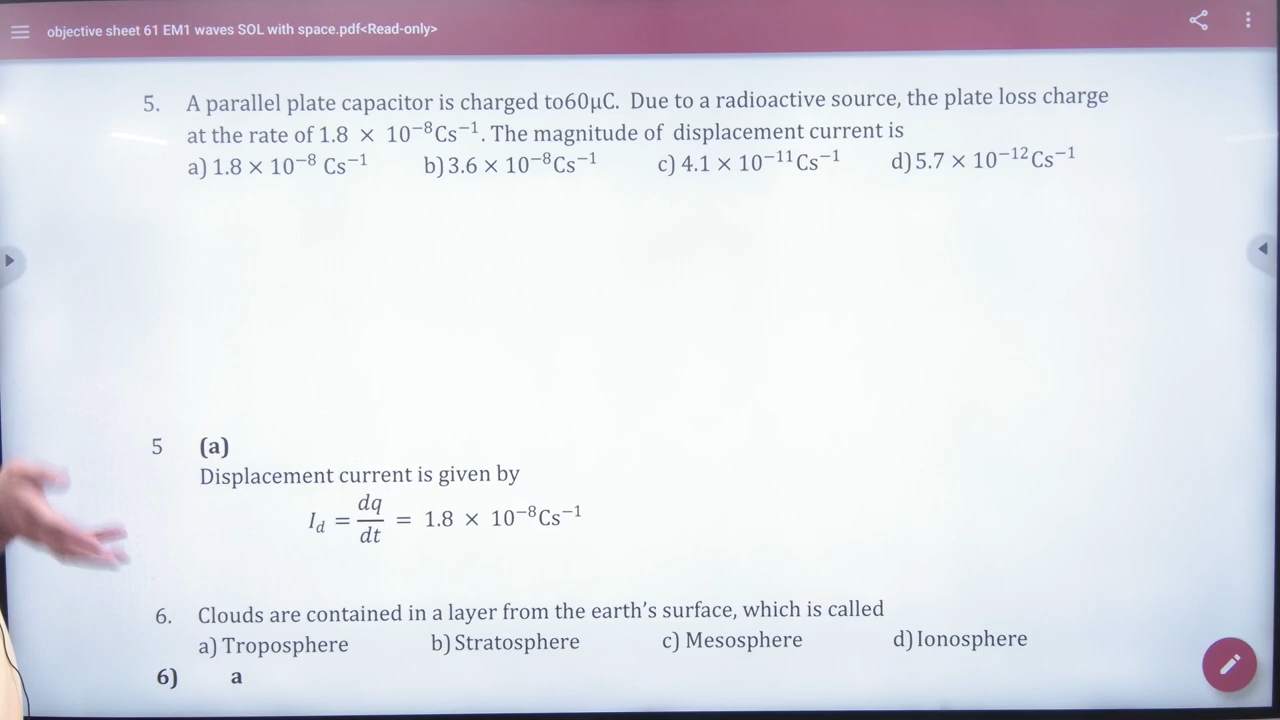 objective sheet 61 EM1 waves SOL with space.pdf<Read-only>
5. A parallel plate capacitor is charged to60μC. Due to a radioactive source, the plate loss charge
at the rate of 1.8 × 10⁻⁸Cs⁻¹. The magnitude of displacement current is
a) 1.8 × 10⁻⁸ Cs⁻¹ b) 3.6 × 10⁻⁸Cs⁻¹ c) 4.1 × 10⁻¹¹Cs⁻¹ d) 5.7 × 10⁻¹²Cs⁻¹
5 (a)
Displacement current is given by
I_d = dq/dt = 1.8 × 10⁻⁸Cs⁻¹
6. Clouds are contained in a layer from the earth's surface, which is called
a) Troposphere b) Stratosphere c) Mesosphere d) Ionosphere
6) a